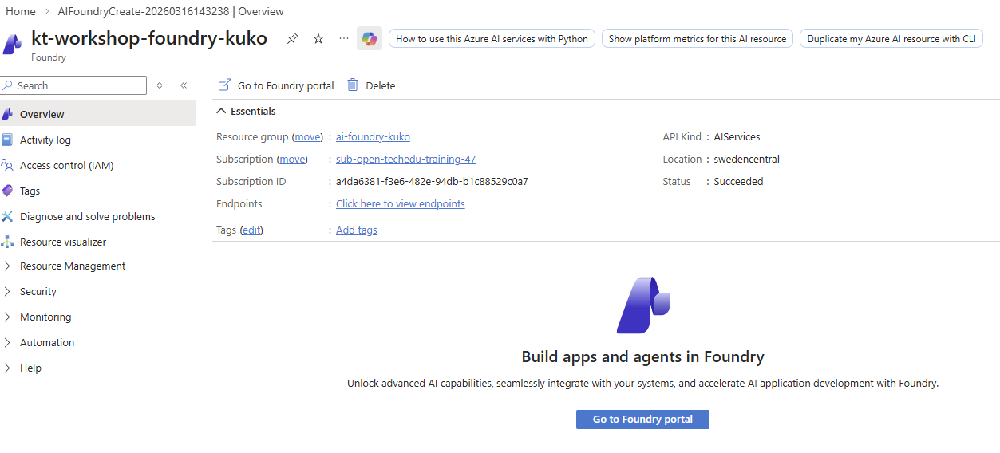 Home > AIFoundryCreate-20260316143238 | Overview
kt-workshop-foundry-kuko
Foundry
How to use this Azure AI services with Python
Show platform metrics for this AI resource
Duplicate my Azure AI resource with CLI
Search
Overview
Activity log
Access control (IAM)
Tags
Diagnose and solve problems
Resource visualizer
Resource Management
Security
Monitoring
Automation
Help
Go to Foundry portal
Delete
Essentials
Resource group (move) : ai-foundry-kuko
Subscription (move) : sub-open-techedu-training-47
Subscription ID : a4da6381-f3e6-482e-94db-b1c88529c0a7
Endpoints : Click here to view endpoints
Tags (edit) : Add tags
API Kind : AIServices
Location : swedencentral
Status : Succeeded
Build apps and agents in Foundry
Unlock advanced AI capabilities, seamlessly integrate with your systems, and accelerate AI application development with Foundry.
Go to Foundry portal